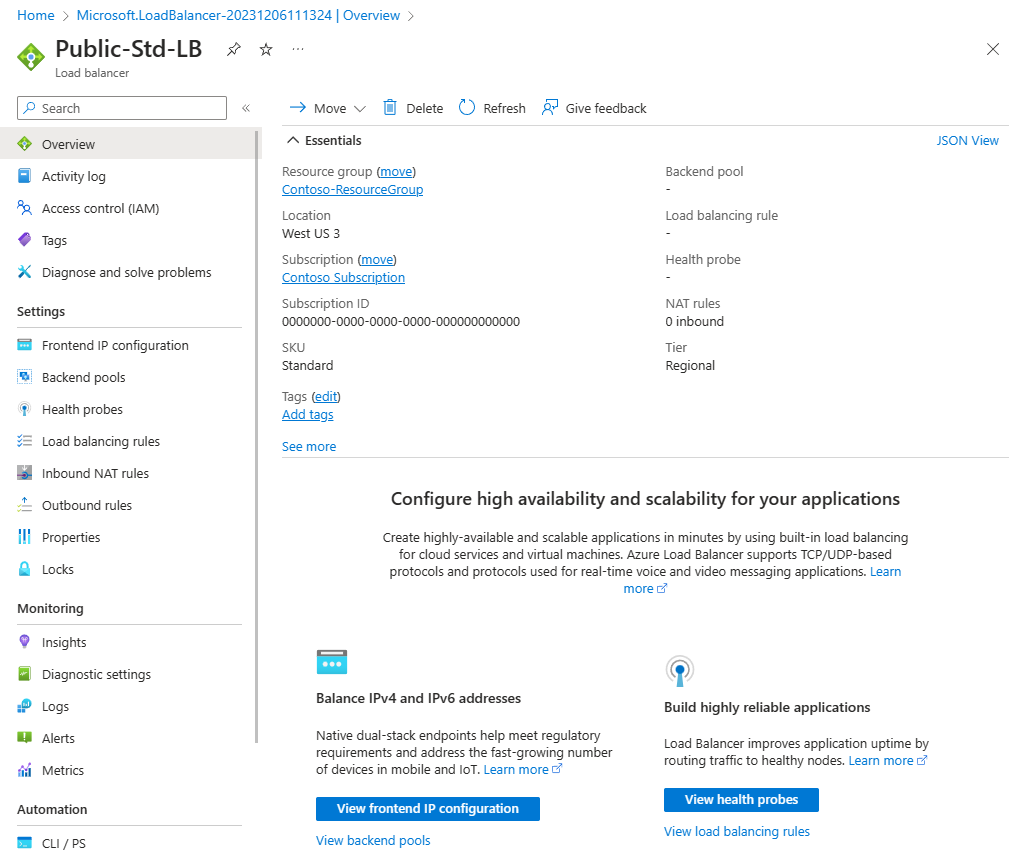 Home > Microsoft.LoadBalancer-20231206111324 | Overview >
Public-Std-LB
Load balancer
Search
Overview
Activity log
Access control (IAM)
Tags
Diagnose and solve problems
Settings
Frontend IP configuration
Backend pools
Health probes
Load balancing rules
Inbound NAT rules
Outbound rules
Properties
Locks
Monitoring
Insights
Diagnostic settings
Logs
Alerts
Metrics
Automation
CLI / PS
Move
Delete
Refresh
Give feedback
Essentials
JSON View
Resource group (move)
Contoso-ResourceGroup
Location
West US 3
Subscription (move)
Contoso Subscription
Subscription ID
0000000-0000-0000-0000-000000000000
SKU
Standard
Tags (edit)
Add tags
See more
Backend pool
-
Load balancing rule
-
Health probe
-
NAT rules
0 inbound
Tier
Regional
Configure high availability and scalability for your applications
Create highly-available and scalable applications in minutes by using built-in load balancing
for cloud services and virtual machines. Azure Load Balancer supports TCP/UDP-based
protocols and protocols used for real-time voice and video messaging applications. Learn
more
Balance IPv4 and IPv6 addresses
Native dual-stack endpoints help meet regulatory
requirements and address the fast-growing number
of devices in mobile and IoT. Learn more
View frontend IP configuration
View backend pools
Build highly reliable applications
Load Balancer improves application uptime by
routing traffic to healthy nodes. Learn more
View health probes
View load balancing rules